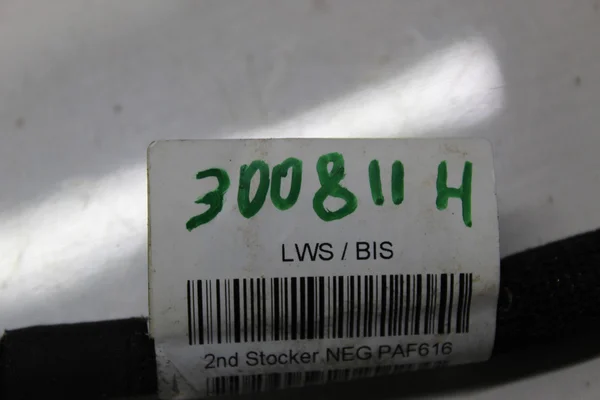 300811 H
LWS / BIS
2nd Stocker NEG PAF616